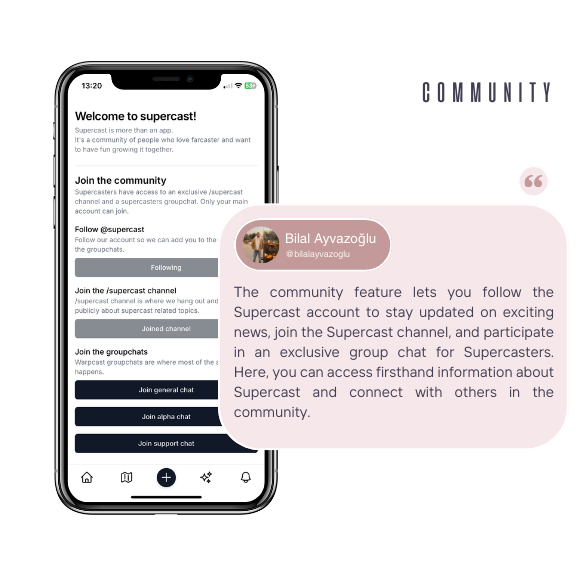 COMMUNITY
13:20
Welcome to supercast!
Supercast is more than an app.
It's a community of people who love farcaster and want
to have fun growing it together.
Join the community
Supercasters have access to an exclusive /supercast
channel and a supercasters groupchat. Only your main
account can join.
Follow @supercast
Follow our account so we can add you to the
the groupchats.
Following
Join the /supercast channel
/supercast channel is where we hang out and
publicly about supercast related topics.
Joined channel
Join the groupchats
Warpcast groupchats are where most of the
happens.
Join general chat
Join alpha chat
Join support chat
“
Bilal Ayvazoğlu
@bilalayvazoglu
The community feature lets you follow the
Supercast account to stay updated on exciting
news, join the Supercast channel, and participate
in an exclusive group chat for Supercasters.
Here, you can access firsthand information about
Supercast and connect with others in the
community.